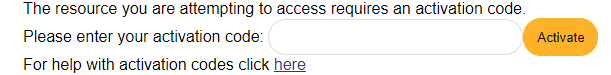 The resource you are attempting to access requires an activation code.
Please enter your activation code: Activate
For help with activation codes click here